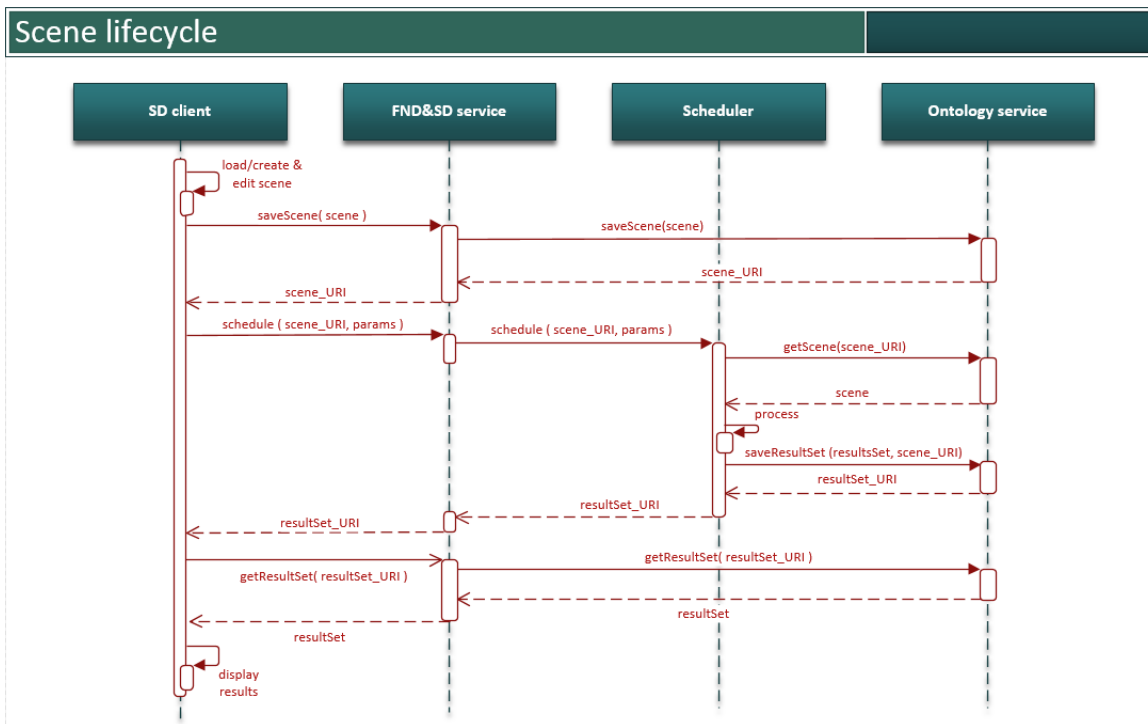 Scene lifecycle
SD client
FND&SD service
Scheduler
Ontology service
load/create &
edit scene
saveScene( scene )
saveScene(scene)
scene_URI
scene_URI
schedule ( scene_URI, params )
schedule ( scene_URI, params )
getScene(scene_URI)
scene
process
saveResultSet (resultsSet, scene_URI)
resultSet_URI
resultSet_URI
resultSet_URI
getResultSet( resultSet_URI )
getResultSet( resultSet_URI )
resultSet
resultSet
display
results